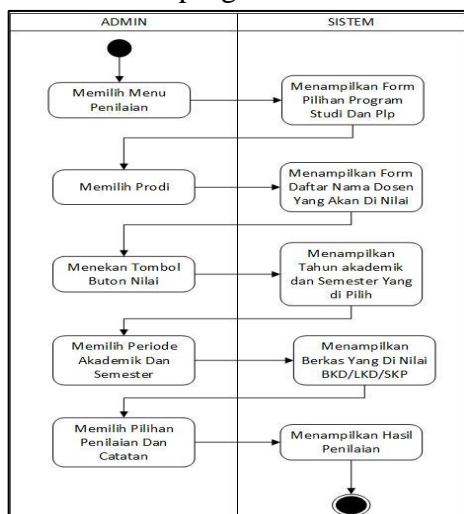 ADMIN
SISTEM
Memilih Menu
Penilaian
Menampilkan Form
Pilihan Program
Studi Dan Plp
Memilih Prodi
Menampilkan Form
Daftar Nama Dosen
Yang Akan Di Nilai
Menekan Tombol
Buton Nilai
Menampilkan
Tahun akademik
dan Semester Yang
di Pilih
Memilih Periode
Akademik Dan
Semester
Menampilkan
Berkas Yang Di Nilai
BKD/LKD/SKP
Memilih Pilihan
Penilaian Dan
Catatan
Menampilkan Hasil
Penilaian